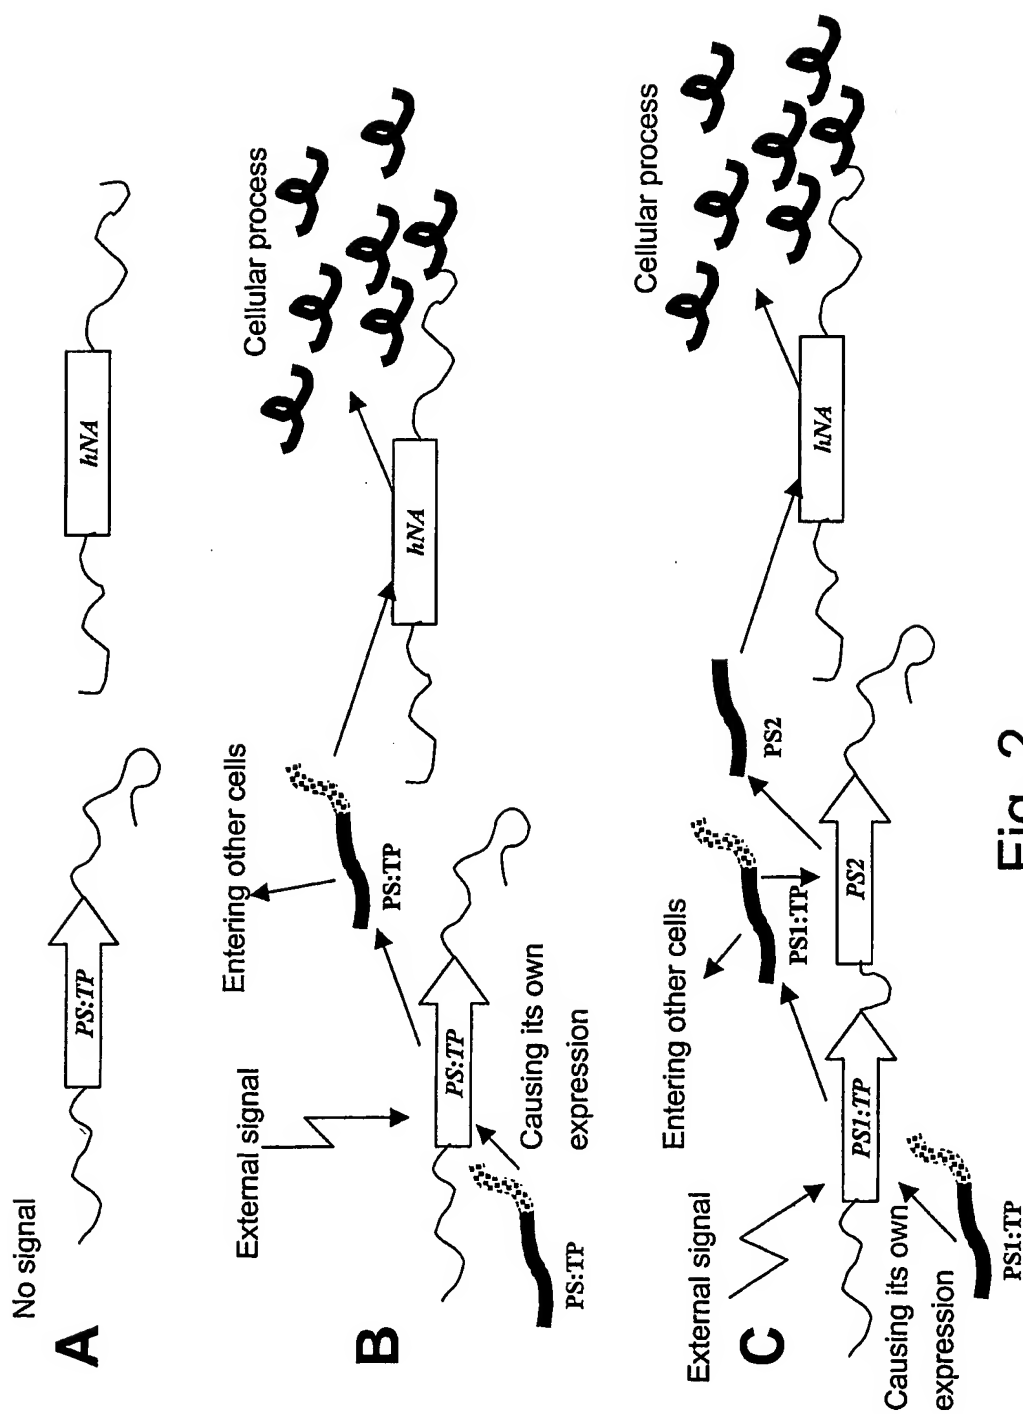 No signal
A
PS:TP
hNA
B
External signal
Entering other cells
Cellular process
PS:TP
PS:TP
hNA
Causing its own
expression
PS:TP
C
External signal
Entering other cells
Cellular process
PS1:TP
PS2
PS1:TP
PS2
hNA
Causing its own
expression
PS1:TP
Fig. 2